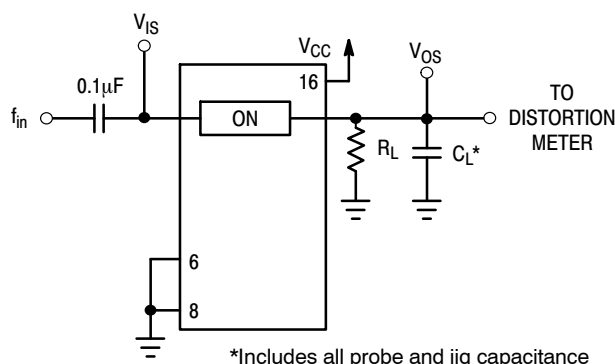 V_IS
V_CC
V_OS
16
0.1µF
TO
DISTORTION
METER
f_in
ON
R_L
C_L*
6
8
*Includes all probe and jig capacitance